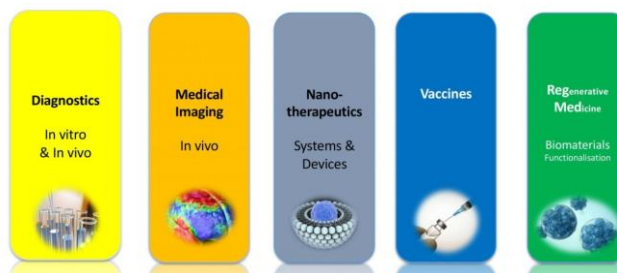 Diagnostics
In vitro
& In vivo
Medical
Imaging
In vivo
Nano-
therapeutics
Systems &
Devices
Vaccines
Regenerative
Medicine
Biomaterials
Functionalisation